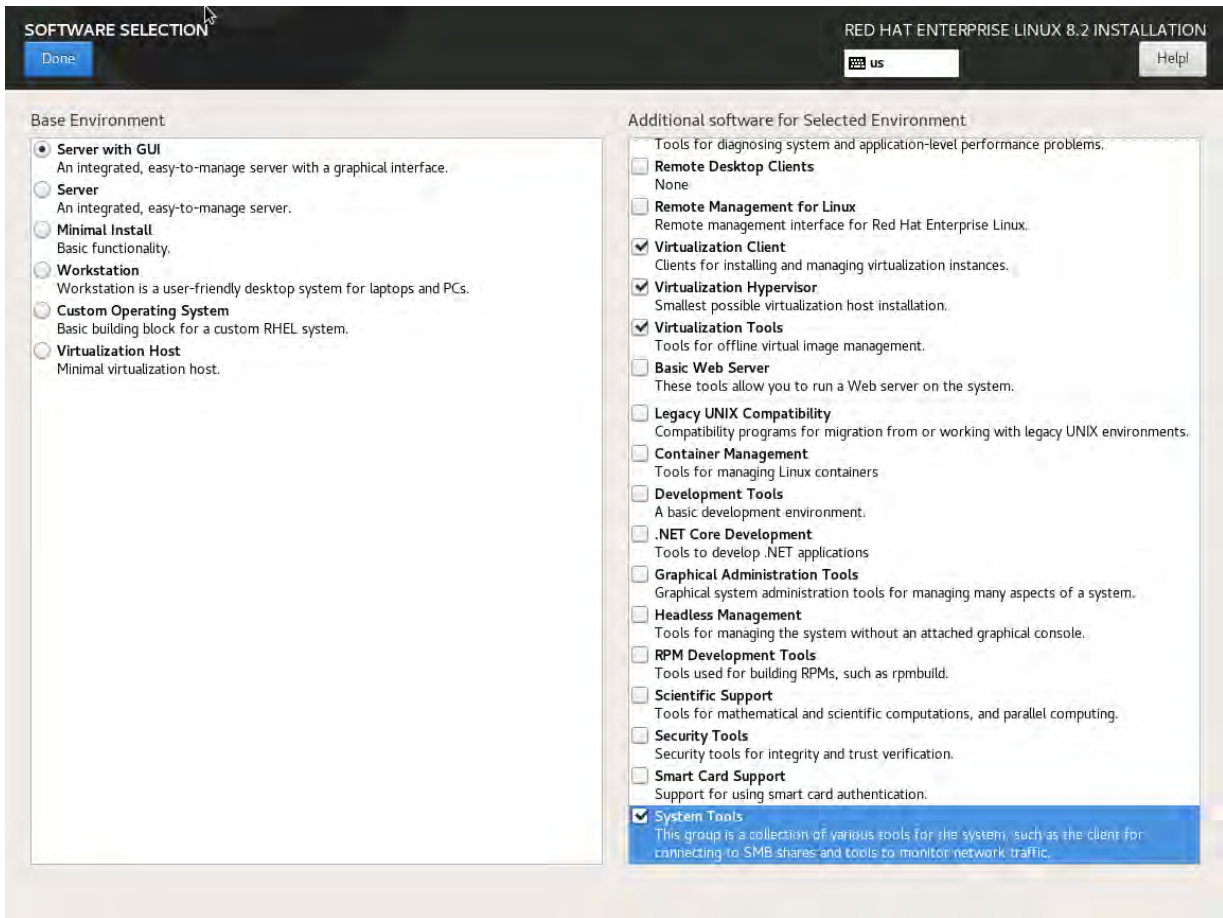 SOFTWARE SELECTION
Done
RED HAT ENTERPRISE LINUX 8.2 INSTALLATION
us
Help!
Base Environment
Server with GUI
An integrated, easy-to-manage server with a graphical interface.
Server
An integrated, easy-to-manage server.
Minimal Install
Basic functionality.
Workstation
Workstation is a user-friendly desktop system for laptops and PCs.
Custom Operating System
Basic building block for a custom RHEL system.
Virtualization Host
Minimal virtualization host.
Additional software for Selected Environment
Tools for diagnosing system and application-level performance problems.
Remote Desktop Clients
None
Remote Management for Linux
Remote management interface for Red Hat Enterprise Linux.
Virtualization Client
Clients for installing and managing virtualization instances.
Virtualization Hypervisor
Smallest possible virtualization host installation.
Virtualization Tools
Tools for offline virtual image management.
Basic Web Server
These tools allow you to run a Web server on the system.
Legacy UNIX Compatibility
Compatibility programs for migration from or working with legacy UNIX environments.
Container Management
Tools for managing Linux containers
Development Tools
A basic development environment.
.NET Core Development
Tools to develop .NET applications
Graphical Administration Tools
Graphical system administration tools for managing many aspects of a system.
Headless Management
Tools for managing the system without an attached graphical console.
RPM Development Tools
Tools used for building RPMs, such as rpmbuild.
Scientific Support
Tools for mathematical and scientific computations, and parallel computing.
Security Tools
Security tools for integrity and trust verification.
Smart Card Support
Support for using smart card authentication.
System Tools
This group is a collection of various tools for the system, such as the client for
connecting to SMB shares and tools to monitor network traffic.